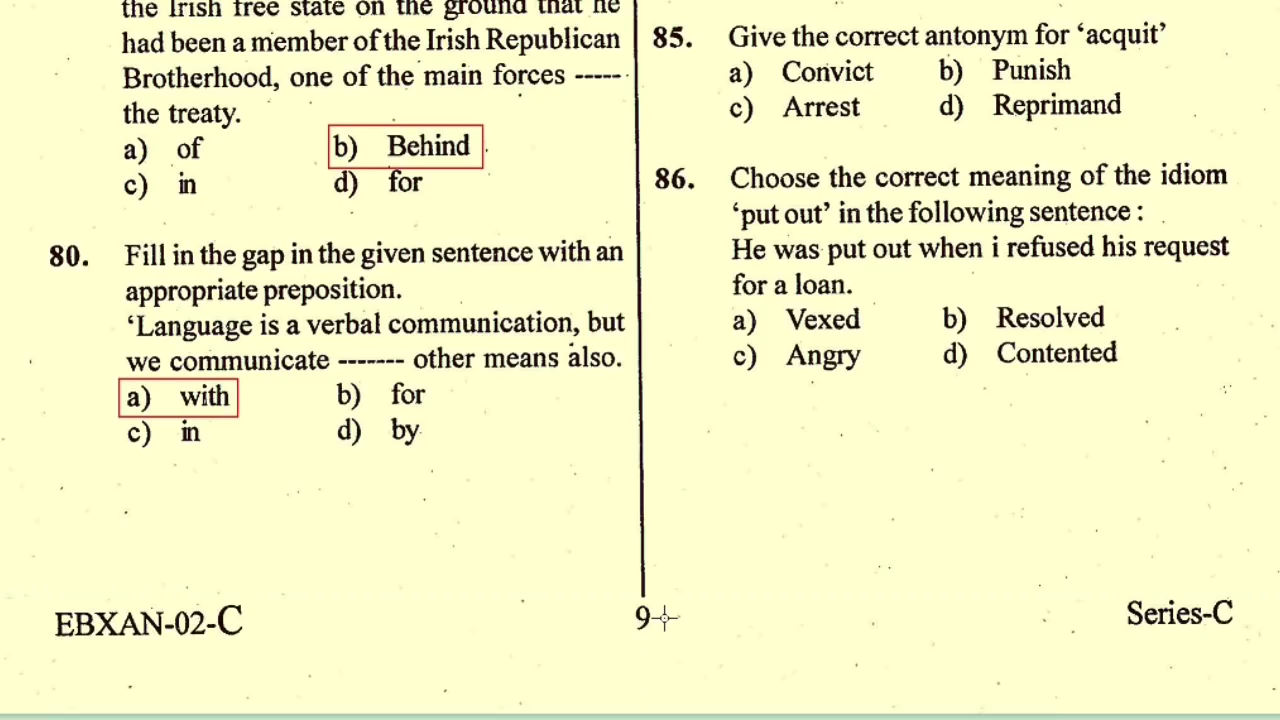 the Irish free state on the ground that he
had been a member of the Irish Republican
Brotherhood, one of the main forces -----
the treaty.
a) of b) Behind
c) in d) for
80. Fill in the gap in the given sentence with an
appropriate preposition.
‘Language is a verbal communication, but
we communicate ------- other means also.
a) with b) for
c) in d) by
85. Give the correct antonym for ‘acquit’
a) Convict b) Punish
c) Arrest d) Reprimand
86. Choose the correct meaning of the idiom
‘put out’ in the following sentence :
He was put out when i refused his request
for a loan.
a) Vexed b) Resolved
c) Angry d) Contented
EBXAN-02-C 9 Series-C